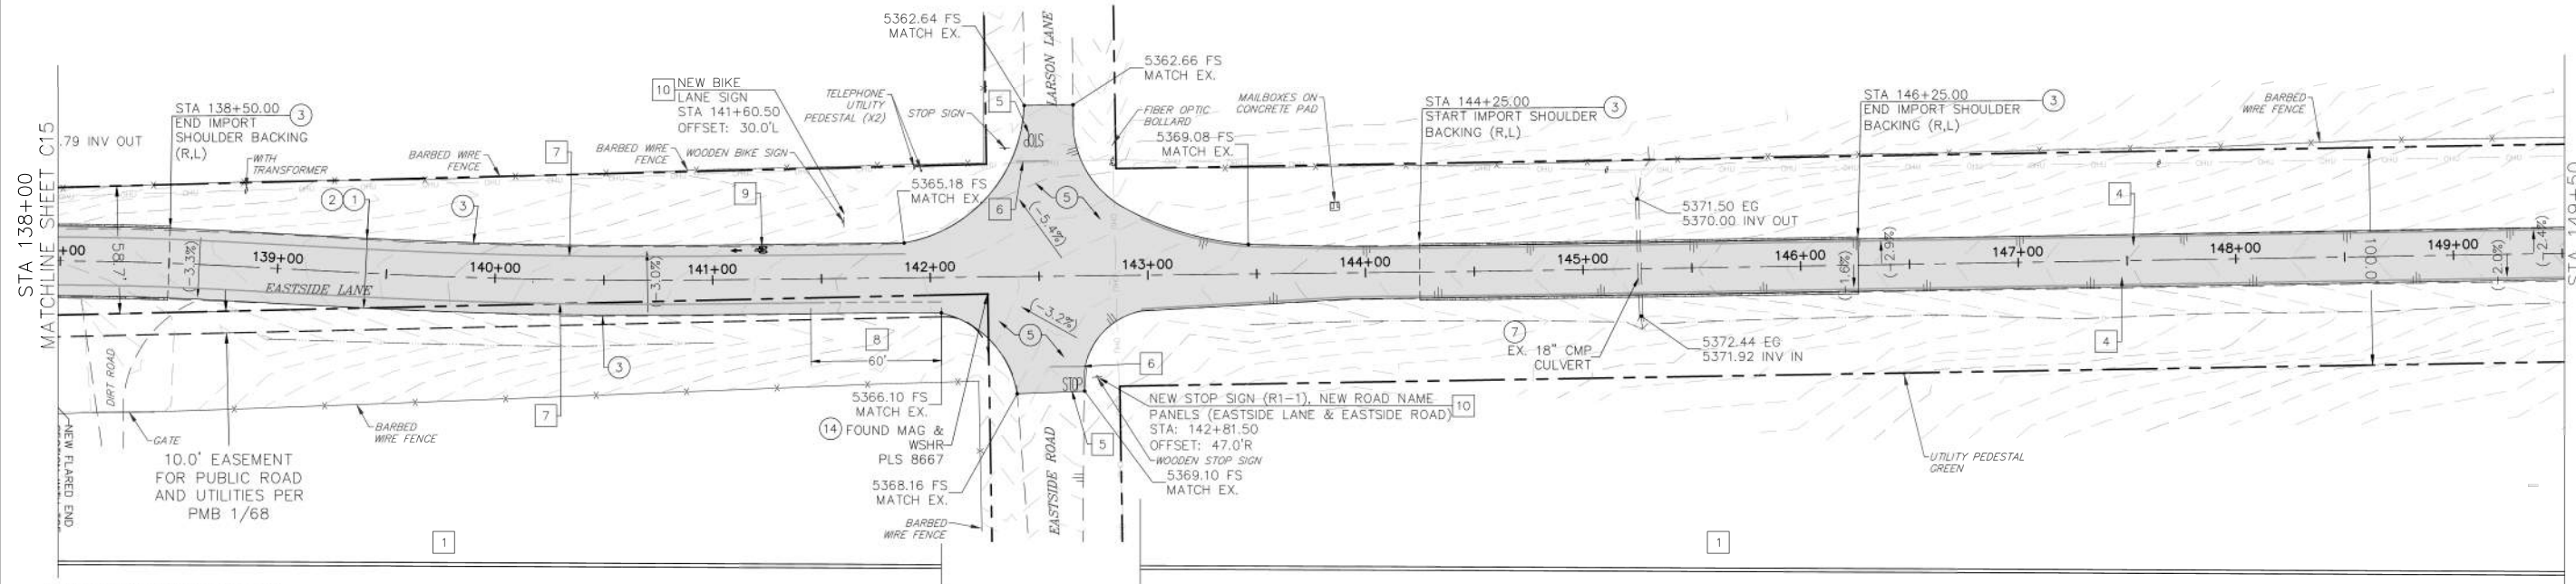 STA 138+00
MATCHLINE SHEET C15
.79 INV OUT
STA 138+50.00
3
END IMPORT
SHOULDER BACKING
(R,L)
WITH
TRANSFORMER
2
1
BARBED WIRE
FENCE
3
7
BARBED WIRE
FENCE
WOODEN BIKE SIGN
10
NEW BIKE
LANE SIGN
STA 141+60.50
OFFSET: 30.0'L
9
TELEPHONE
UTILITY
PEDESTAL (X2)
STOP SIGN
5362.64 FS
MATCH EX.
LARSON LANE
5
STOP
5362.66 FS
MATCH EX.
FIBER OPTIC
BOLLARD
5369.08 FS
MATCH EX.
5365.18 FS
MATCH EX.
6
5
(-5.4%)
MAILBOXES ON
CONCRETE PAD
STA 144+25.00
3
START IMPORT SHOULDER
BACKING (R,L)
5371.50 EG
5370.00 INV OUT
STA 146+25.00
3
END IMPORT SHOULDER
BACKING (R,L)
4
BARBED
WIRE FENCE
+00
58.7'
(-3.3%)
139+00
EASTSIDE LANE
140+00
(-3.0%)
141+00
142+00
143+00
144+00
145+00
146+00
(-1.6%)
(-2.9%)
147+00
148+00
100.0'
149+00
(-2.0%)
(-2.4%)
STA 149+50
DIRT ROAD
GATE
NEW FLARED END
10.0' EASEMENT
FOR PUBLIC ROAD
AND UTILITIES PER
PMB 1/68
BARBED
WIRE FENCE
7
3
8
60'
5366.10 FS
MATCH EX.
14
FOUND MAG &
WSHR
PLS 8667
5368.16 FS
MATCH EX.
BARBED
WIRE FENCE
5
(-3.2%)
STOP
6
EASTSIDE ROAD
5
NEW STOP SIGN (R1-1), NEW ROAD NAME
PANELS (EASTSIDE LANE & EASTSIDE ROAD)
10
STA: 142+81.50
OFFSET: 47.0'R
WOODEN STOP SIGN
5369.10 FS
MATCH EX.
7
EX. 18" CMP
CULVERT
5372.44 EG
5371.92 INV IN
4
UTILITY PEDESTAL
GREEN
1
1